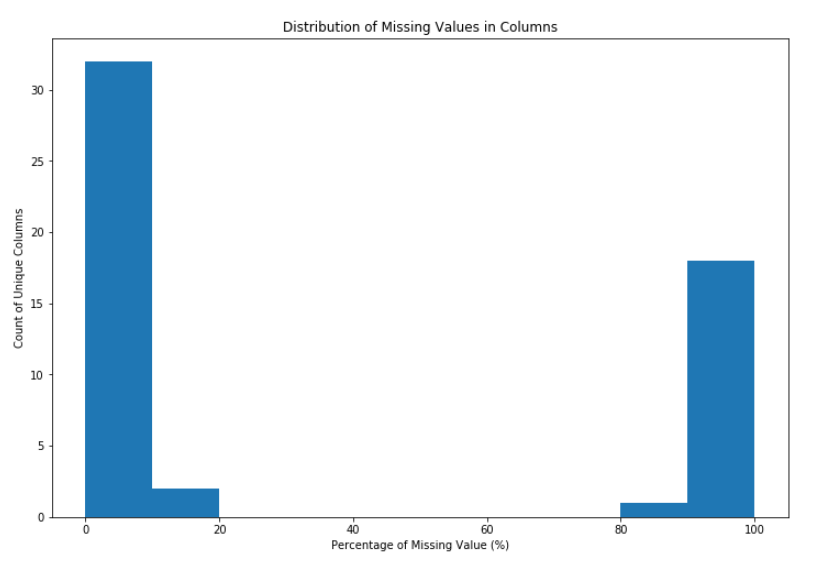 Distribution of Missing Values in Columns
30
25
20
15
10
5
0
Count of Unique Columns
0 20 40 60 80 100
Percentage of Missing Value (%)